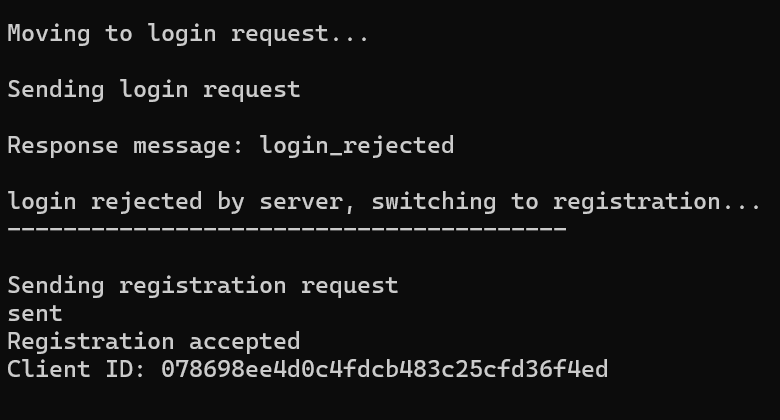 Moving to login request...
Sending login request
Response message: login_rejected
login rejected by server, switching to registration...
----------------------------------------
Sending registration request
sent
Registration accepted
Client ID: 078698ee4d0c4fdcb483c25cfd36f4ed